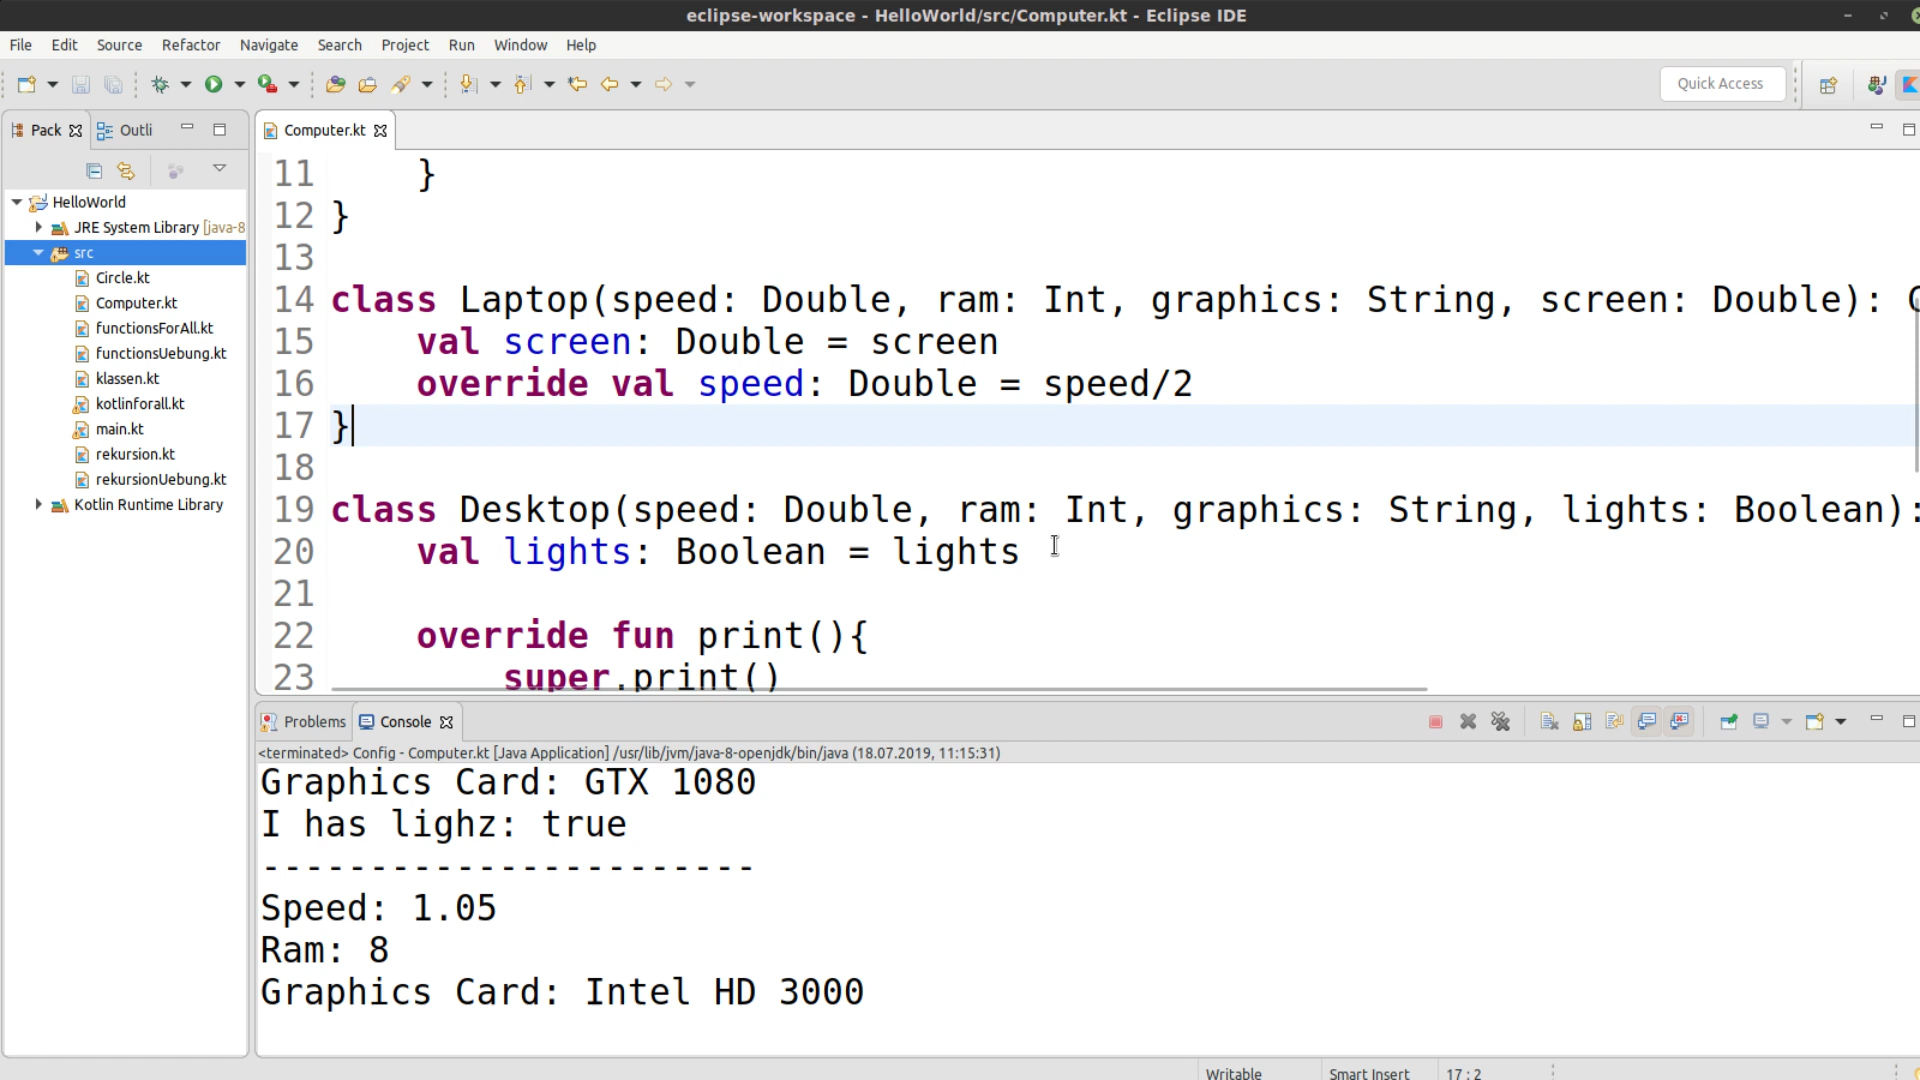 eclipse-workspace - HelloWorld/src/Computer.kt - Eclipse IDE
File Edit Source Refactor Navigate Search Project Run Window Help
Quick Access
Pack Outli
Computer.kt
HelloWorld
JRE System Library [java-8
src
Circle.kt
Computer.kt
functionsForAll.kt
functionsUebung.kt
klassen.kt
kotlinforall.kt
main.kt
rekursion.kt
rekursionUebung.kt
Kotlin Runtime Library
11 }
12 }
13
14 class Laptop(speed: Double, ram: Int, graphics: String, screen: Double):
15 val screen: Double = screen
16 override val speed: Double = speed/2
17 }
18
19 class Desktop(speed: Double, ram: Int, graphics: String, lights: Boolean):
20 val lights: Boolean = lights
21
22 override fun print(){
23 super.print()
Problems Console
<terminated> Config - Computer.kt [Java Application] /usr/lib/jvm/java-8-openjdk/bin/java (18.07.2019, 11:15:31)
Graphics Card: GTX 1080
I has lighz: true
-----------------------
Speed: 1.05
Ram: 8
Graphics Card: Intel HD 3000
Writable Smart Insert 17 : 2